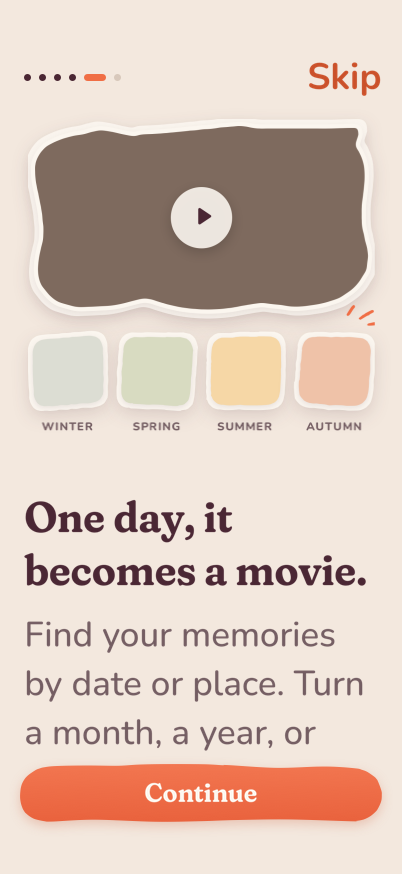 Skip
WINTER SPRING SUMMER AUTUMN
One day, it
becomes a movie.
Find your memories
by date or place. Turn
a month, a year, or
Continue